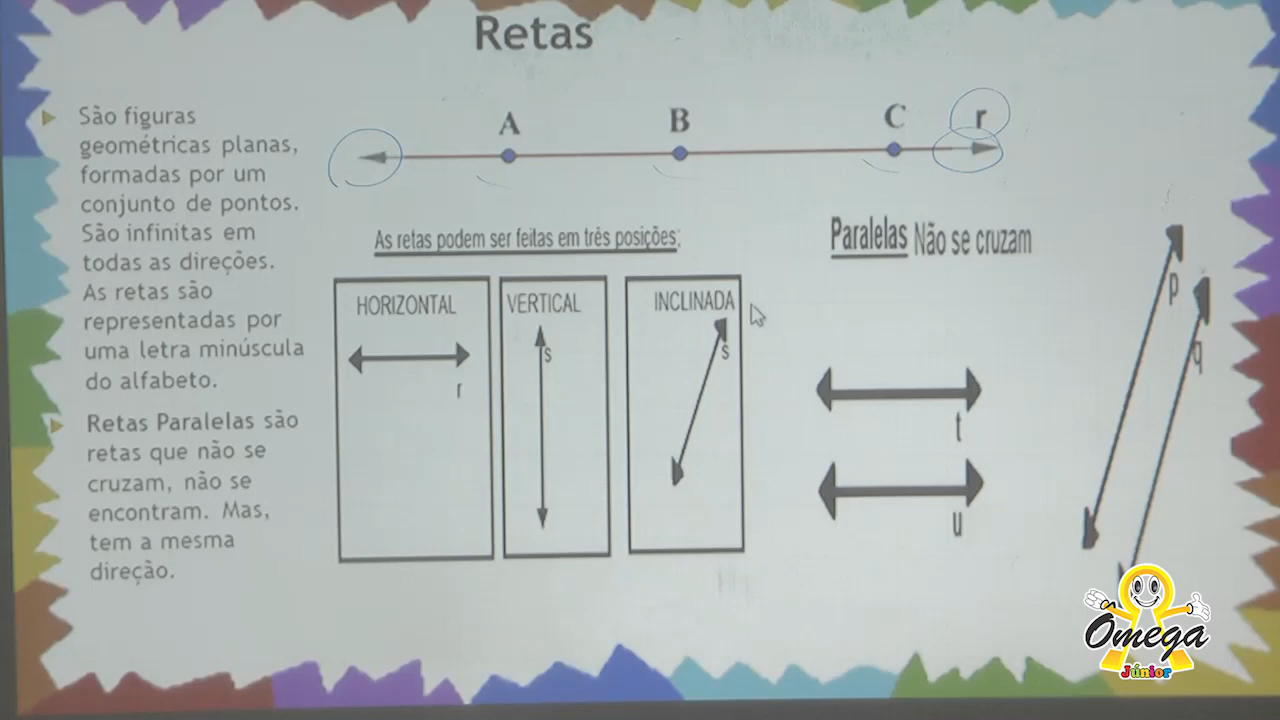 Retas
São figuras
geométricas planas,
formadas por um
conjunto de pontos.
São infinitas em
todas as direções.
As retas são
representadas por
uma letra minúscula
do alfabeto.
Retas Paralelas são
retas que não se
cruzam, não se
encontram. Mas,
tem a mesma
direção.
A B C r
As retas podem ser feitas em três posições:
HORIZONTAL
r
VERTICAL
s
INCLINADA
s
Paralelas Não se cruzam
t
u
p
q
Ômega
Júnior